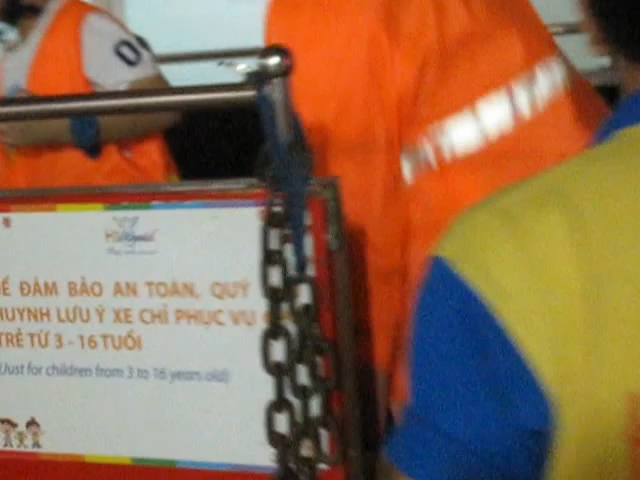 ĐỂ ĐẢM BẢO AN TOÀN, QUÝ
HUYNH LƯU Ý XE CHỈ PHỤC VỤ
TRẺ TỪ 3 - 16 TUỔI
(Just for children from 3 to 16 years old)